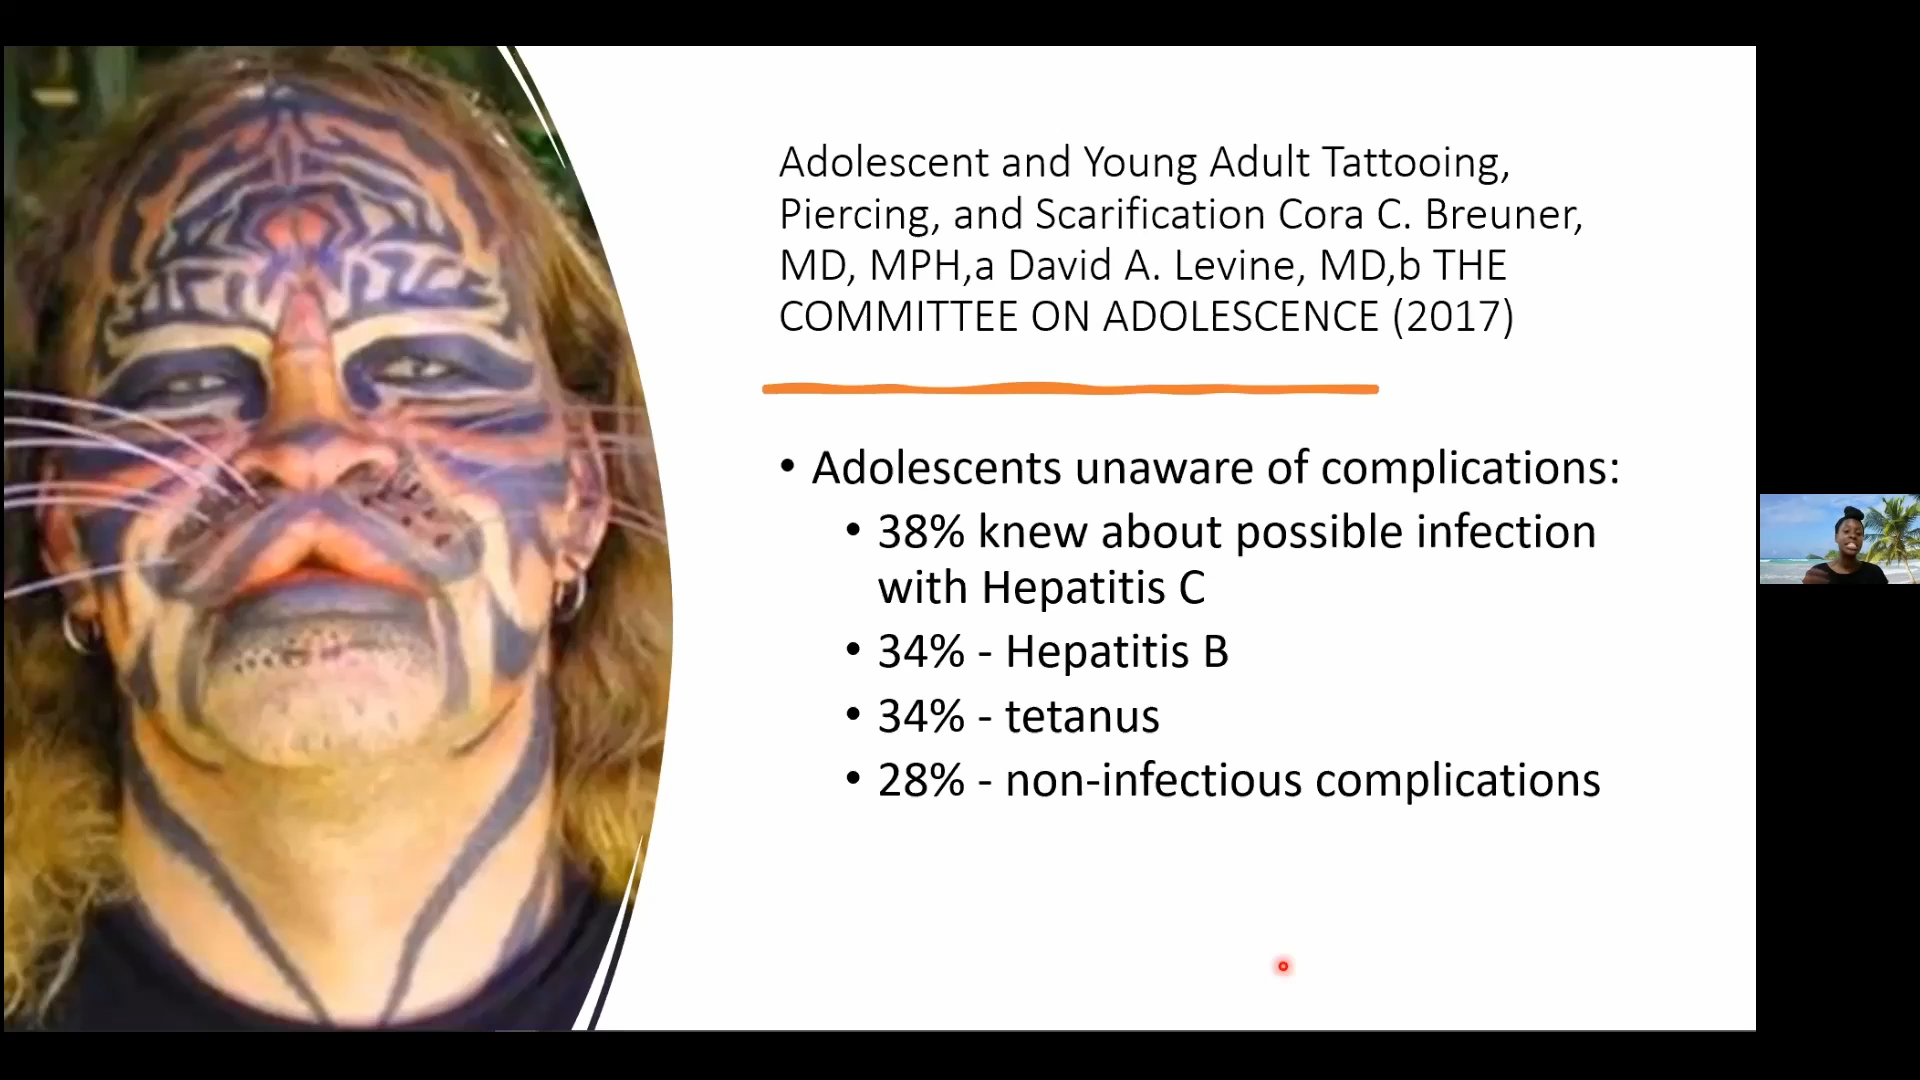 Adolescent and Young Adult Tattooing,
Piercing, and Scarification Cora C. Breuner,
MD, MPH,a David A. Levine, MD,b THE
COMMITTEE ON ADOLESCENCE (2017)
• Adolescents unaware of complications:
• 38% knew about possible infection
with Hepatitis C
• 34% - Hepatitis B
• 34% - tetanus
• 28% - non-infectious complications